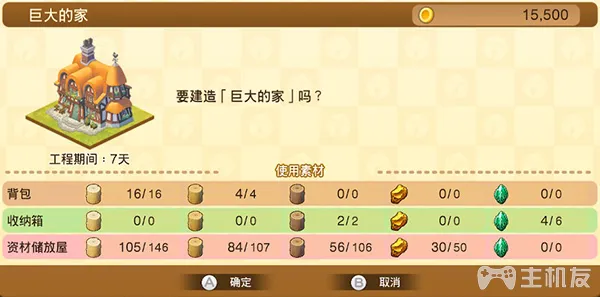 巨大的家
15,500
要建造「巨大的家」吗？
工程期间：7天
使用素材
背包 16/16 4/4 0/0 0/0 0/0
收纳箱 0/0 0/0 2/2 0/0 4/6
资材储放屋 105/146 84/107 56/106 30/50 0/0
A 确定 B 取消
主机友